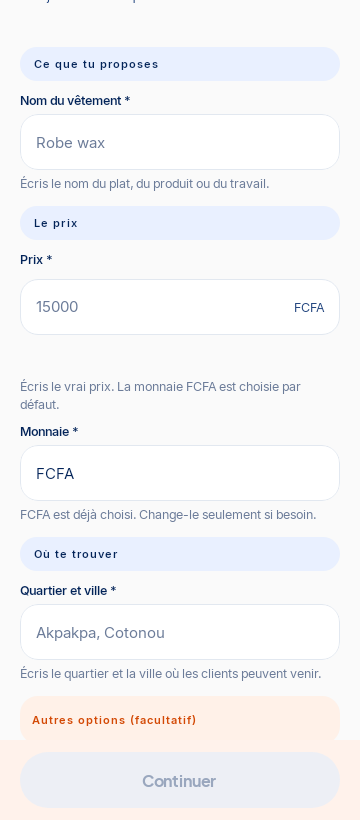 Ce que tu proposes
Nom du vêtement *
Robe wax
Écris le nom du plat, du produit ou du travail.
Le prix
Prix *
15000 FCFA
Écris le vrai prix. La monnaie FCFA est choisie par
défaut.
Monnaie *
FCFA
FCFA est déjà choisi. Change-le seulement si besoin.
Où te trouver
Quartier et ville *
Akpakpa, Cotonou
Écris le quartier et la ville où les clients peuvent venir.
Autres options (facultatif)
Continuer